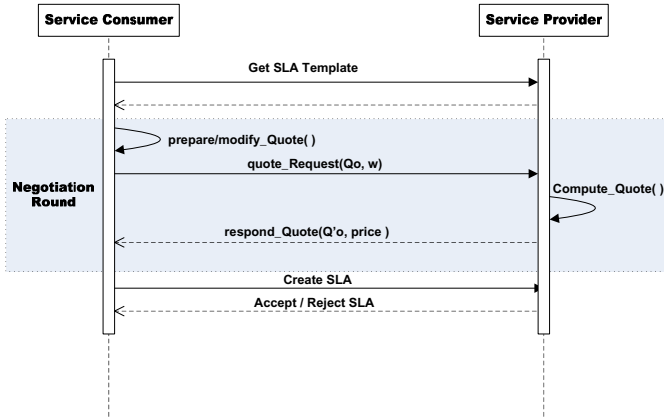 Service Consumer
Service Provider
Get SLA Template
prepare/modify_Quote( )
quote_Request(Qo, w)
Negotiation
Round
Compute_Quote( )
respond_Quote(Q'o, price )
Create SLA
Accept / Reject SLA